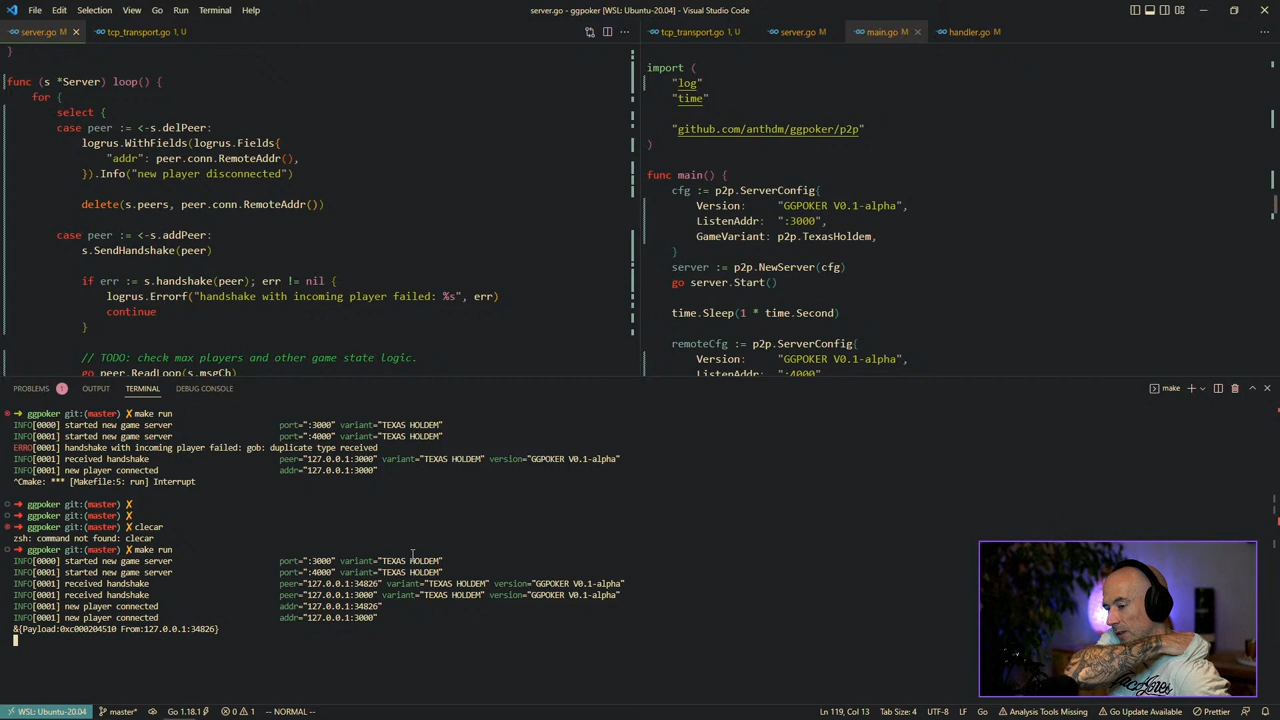 File Edit Selection View Go Run Terminal Help
server.go - ggpoker [WSL: Ubuntu-20.04] - Visual Studio Code
server.go M
tcp_transport.go 1, U
}
func (s *Server) loop() {
for {
select {
case peer := <-s.delPeer:
logrus.WithFields(logrus.Fields{
"addr": peer.conn.RemoteAddr(),
}).Info("new player disconnected")
delete(s.peers, peer.conn.RemoteAddr())
case peer := <-s.addPeer:
s.SendHandshake(peer)
if err := s.handshake(peer); err != nil {
logrus.Errorf("handshake with incoming player failed: %s", err)
continue
}
// TODO: check max players and other game state logic.
go peer.ReadLoop(s.msgCh)
tcp_transport.go 1, U
server.go M
main.go M
handler.go M
import (
"log"
"time"
"github.com/anthdm/ggpoker/p2p"
)
func main() {
cfg := p2p.ServerConfig{
Version: "GGPOKER V0.1-alpha",
ListenAddr: ":3000",
GameVariant: p2p.TexasHoldem,
}
server := p2p.NewServer(cfg)
go server.Start()
time.Sleep(1 * time.Second)
remoteCfg := p2p.ServerConfig{
Version: "GGPOKER V0.1-alpha",
ListenAddr: ":4000",
PROBLEMS 1 OUTPUT TERMINAL DEBUG CONSOLE
make
➜ ggpoker git:(master) ✗ make run
INFO[0000] started new game server port=":3000" variant="TEXAS HOLDEM"
INFO[0001] started new game server port=":4000" variant="TEXAS HOLDEM"
ERRO[0001] handshake with incoming player failed: gob: duplicate type received
INFO[0001] received handshake peer="127.0.0.1:3000" variant="TEXAS HOLDEM" version="GGPOKER V0.1-alpha"
INFO[0001] new player connected addr="127.0.0.1:3000"
^Cmake: *** [Makefile:5: run] Interrupt
➜ ggpoker git:(master) ✗
➜ ggpoker git:(master) ✗
➜ ggpoker git:(master) ✗ clecar
zsh: command not found: clecar
➜ ggpoker git:(master) ✗ make run
INFO[0000] started new game server port=":3000" variant="TEXAS HOLDEM"
INFO[0001] started new game server port=":4000" variant="TEXAS HOLDEM"
INFO[0001] received handshake peer="127.0.0.1:34826" variant="TEXAS HOLDEM" version="GGPOKER V0.1-alpha"
INFO[0001] received handshake peer="127.0.0.1:3000" variant="TEXAS HOLDEM" version="GGPOKER V0.1-alpha"
INFO[0001] new player connected addr="127.0.0.1:34826"
INFO[0001] new player connected addr="127.0.0.1:3000"
&{Payload:0xc000204510 From:127.0.0.1:34826}
WSL: Ubuntu-20.04 master* Go 1.18.1 0 1 -- NORMAL --
Ln 119, Col 13 Tab Size: 4 UTF-8 LF Go Analysis Tools Missing Go Update Available Prettier